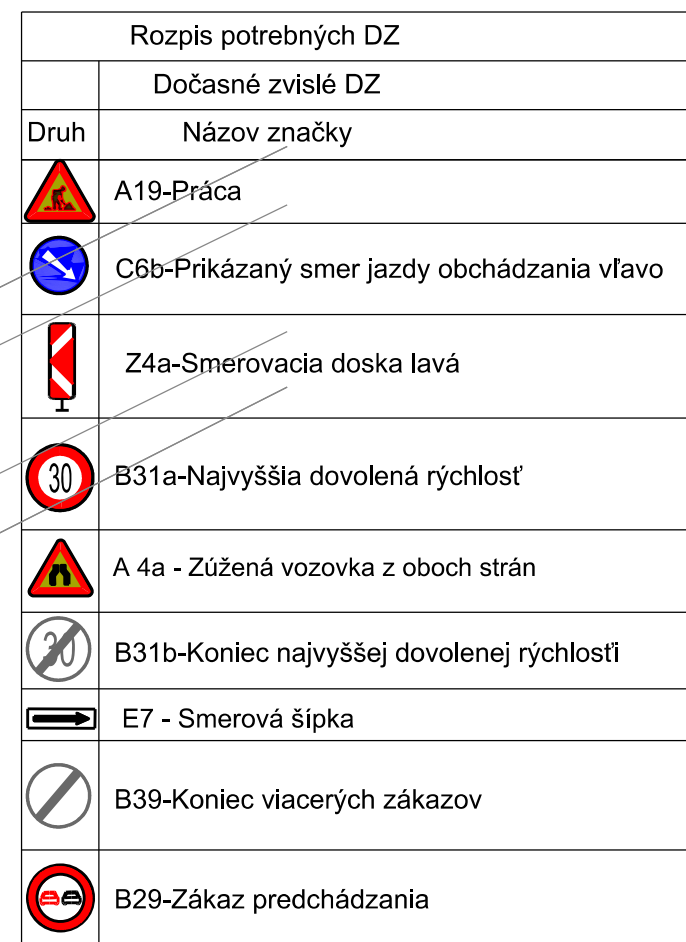 Rozpis potrebných DZ
Dočasné zvislé DZ
Druh Názov značky
A19-Práca
C6b-Prikázaný smer jazdy obchádzania vľavo
Z4a-Smerovacia doska lavá
30 B31a-Najvyššia dovolená rýchlosť
A 4a - Zúžená vozovka z oboch strán
30 B31b-Koniec najvyššej dovolenej rýchlosťi
E7 - Smerová šípka
B39-Koniec viacerých zákazov
B29-Zákaz predchádzania